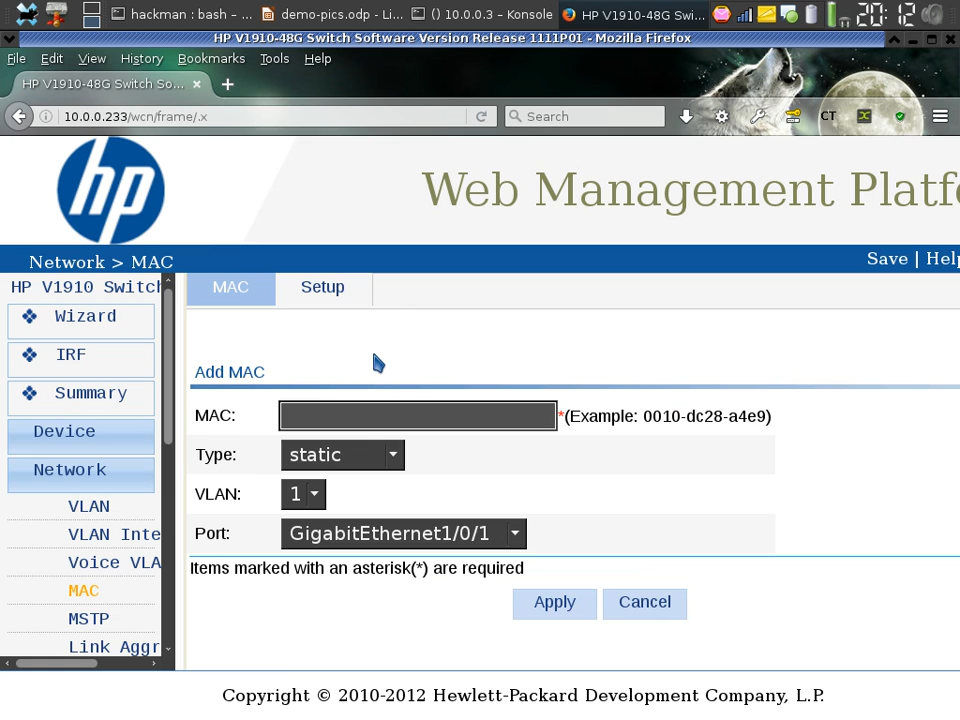 hackman : bash – ... demo-pics.odp - Li... () 10.0.0.3 – Konsole HP V1910-48G Swi... 20:12
HP V1910-48G Switch Software Version Release 1111P01 - Mozilla Firefox
File Edit View History Bookmarks Tools Help
HP V1910-48G Switch So... × +
10.0.0.233/wcn/frame/.x Search CT
hp
Web Management Platfo
Network > MAC Save | Help
HP V1910 Switch MAC Setup
Wizard
IRF
Summary
Device
Network
VLAN
VLAN Inte
Voice VLA
MAC
MSTP
Link Aggr
Add MAC
MAC: *(Example: 0010-dc28-a4e9)
Type: static
VLAN: 1
Port: GigabitEthernet1/0/1
Items marked with an asterisk(*) are required
Apply Cancel
Copyright © 2010-2012 Hewlett-Packard Development Company, L.P.